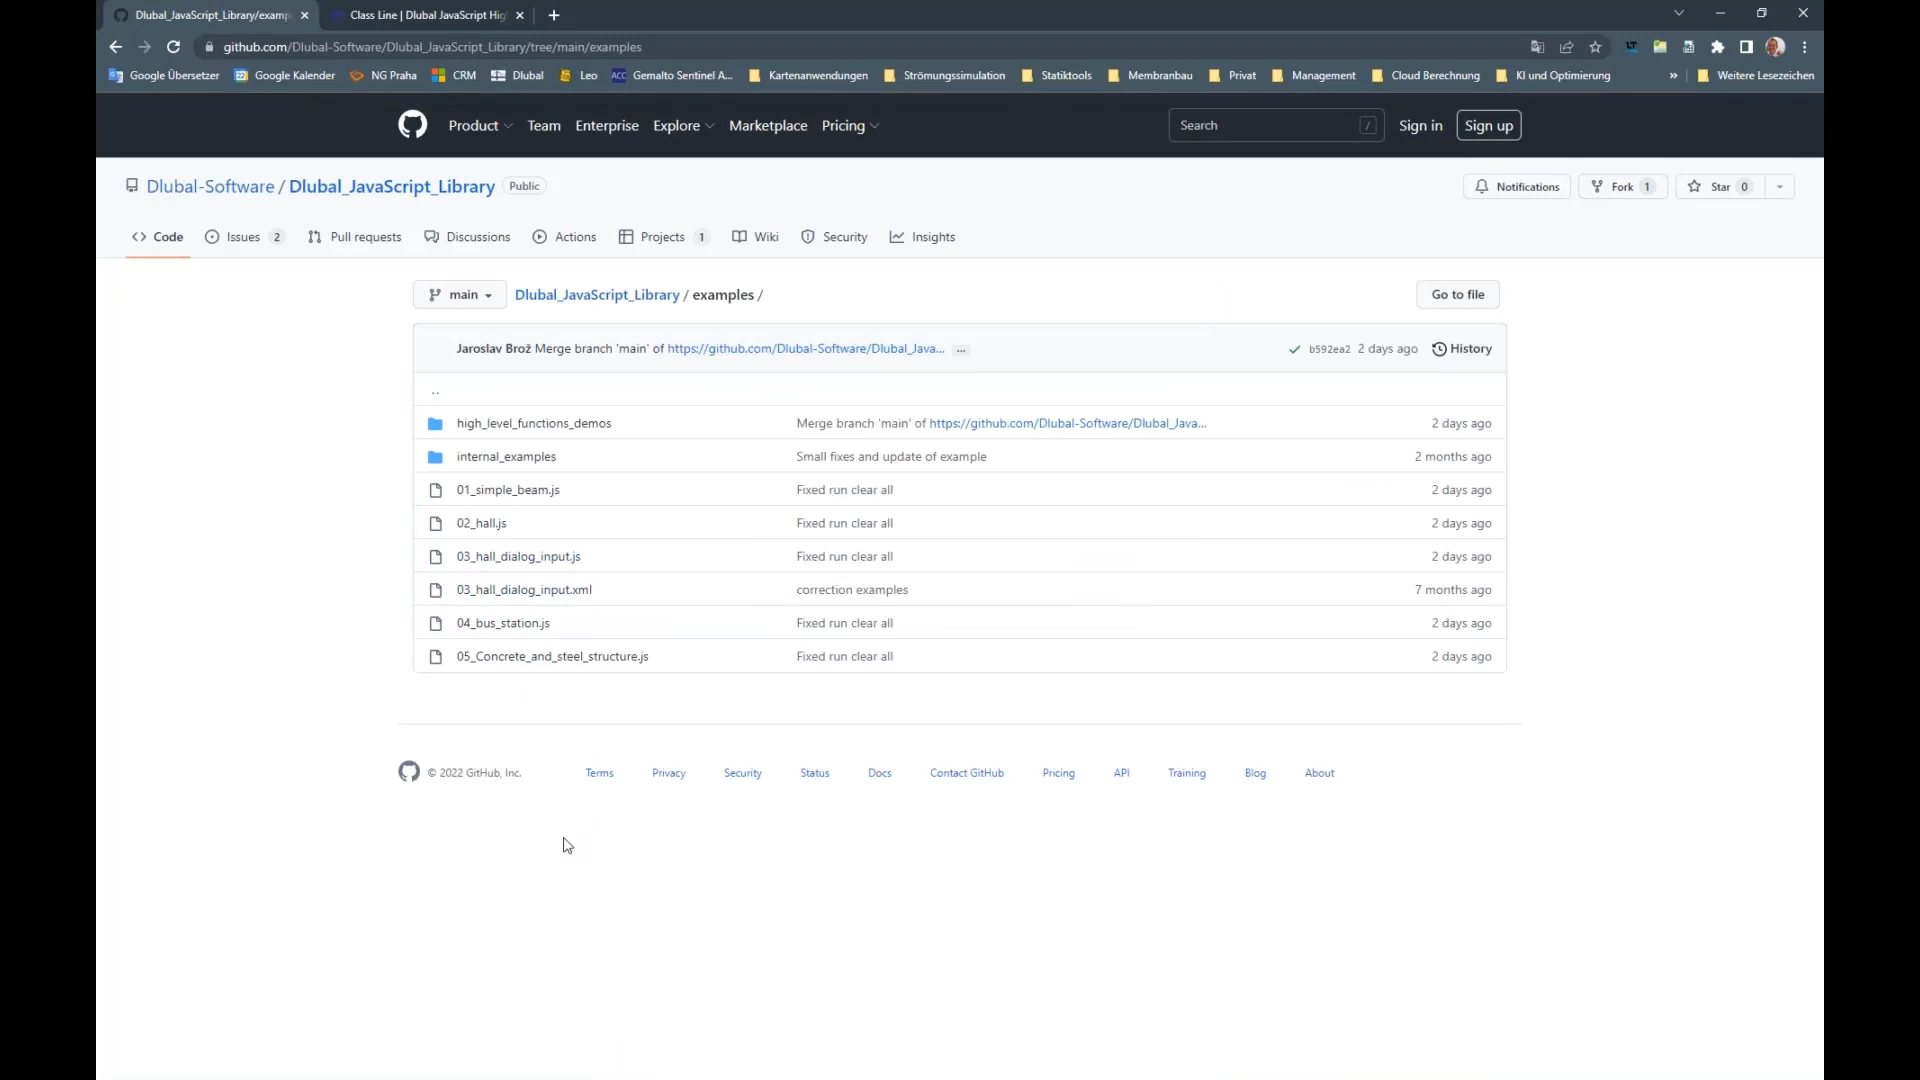 Dlubal_JavaScript_Library/examp
Class Line | Dlubal JavaScript Hig
github.com/Dlubal-Software/Dlubal_JavaScript_Library/tree/main/examples
Google Übersetzer Google Kalender NG Praha CRM Dlubal Leo ACC Gemalto Sentinel A... Kartenanwendungen Strömungssimulation Statiktools Membranbau Privat Management Cloud Berechnung KI und Optimierung » Weitere Lesezeichen
Product Team Enterprise Explore Marketplace Pricing Search / Sign in Sign up
Dlubal-Software / Dlubal_JavaScript_Library Public Notifications Fork 1 Star 0
Code Issues 2 Pull requests Discussions Actions Projects 1 Wiki Security Insights
main Dlubal_JavaScript_Library / examples / Go to file
Jaroslav Brož Merge branch 'main' of https://github.com/Dlubal-Software/Dlubal_Java... ... b592ea2 2 days ago History
..
high_level_functions_demos Merge branch 'main' of https://github.com/Dlubal-Software/Dlubal_Java... 2 days ago
internal_examples Small fixes and update of example 2 months ago
01_simple_beam.js Fixed run clear all 2 days ago
02_hall.js Fixed run clear all 2 days ago
03_hall_dialog_input.js Fixed run clear all 2 days ago
03_hall_dialog_input.xml correction examples 7 months ago
04_bus_station.js Fixed run clear all 2 days ago
05_Concrete_and_steel_structure.js Fixed run clear all 2 days ago
© 2022 GitHub, Inc. Terms Privacy Security Status Docs Contact GitHub Pricing API Training Blog About